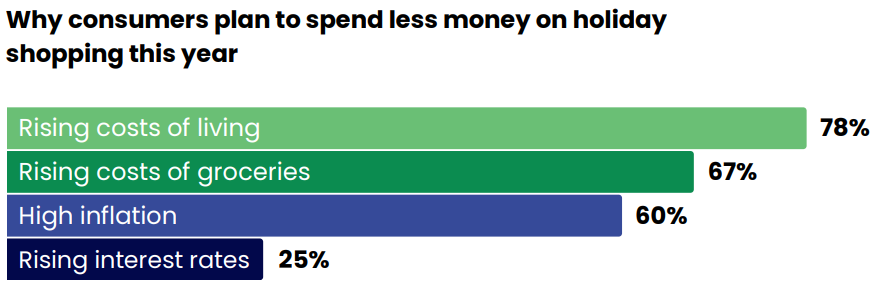 Why consumers plan to spend less money on holiday
shopping this year
Rising costs of living 78%
Rising costs of groceries 67%
High inflation 60%
Rising interest rates 25%